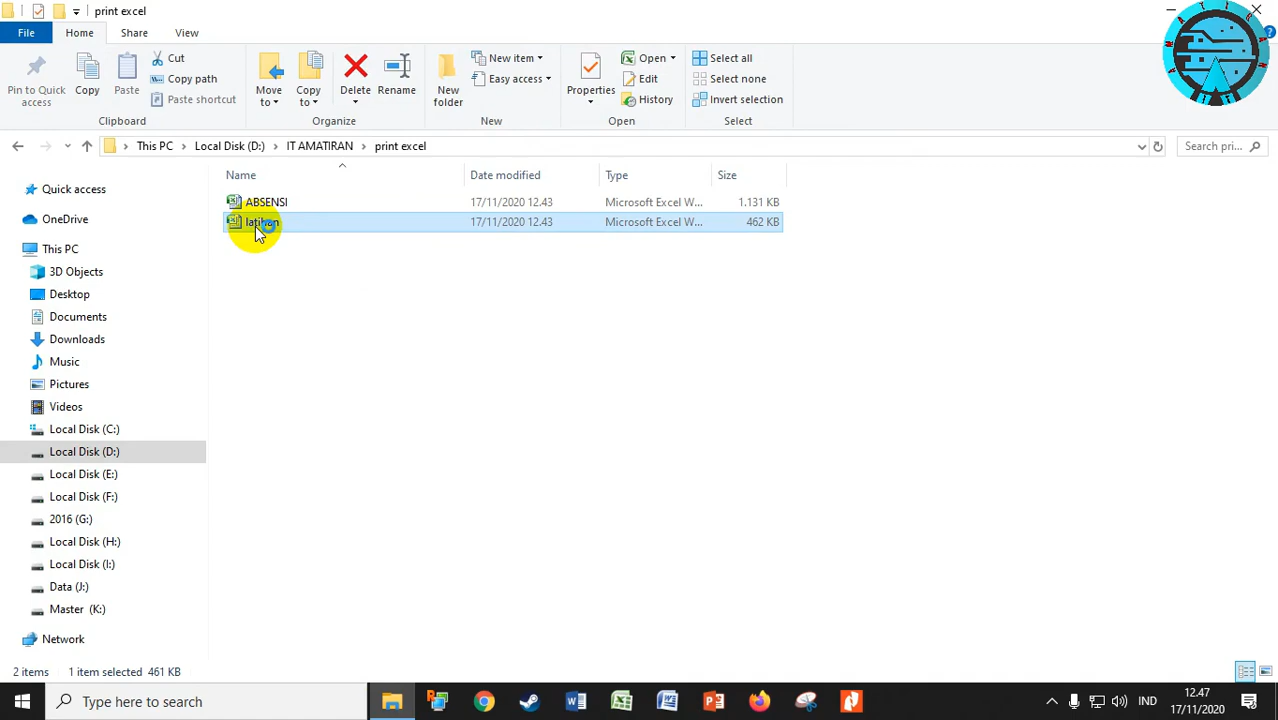 print excel
File Home Share View
Pin to Quick access
Copy
Paste
Cut
Copy path
Paste shortcut
Clipboard
Move to
Copy to
Delete
Rename
Organize
New folder
New item
Easy access
New
Properties
Open
Edit
History
Open
Select all
Select none
Invert selection
Select
This PC > Local Disk (D:) > IT AMATIRAN > print excel
Search pri...
Name Date modified Type Size
ABSENSI 17/11/2020 12.43 Microsoft Excel W... 1.131 KB
latihan 17/11/2020 12.43 Microsoft Excel W... 462 KB
Quick access
OneDrive
This PC
3D Objects
Desktop
Documents
Downloads
Music
Pictures
Videos
Local Disk (C:)
Local Disk (D:)
Local Disk (E:)
Local Disk (F:)
2016 (G:)
Local Disk (H:)
Local Disk (I:)
Data (J:)
Master (K:)
Network
2 items 1 item selected 461 KB
Type here to search
IND
12.47
17/11/2020